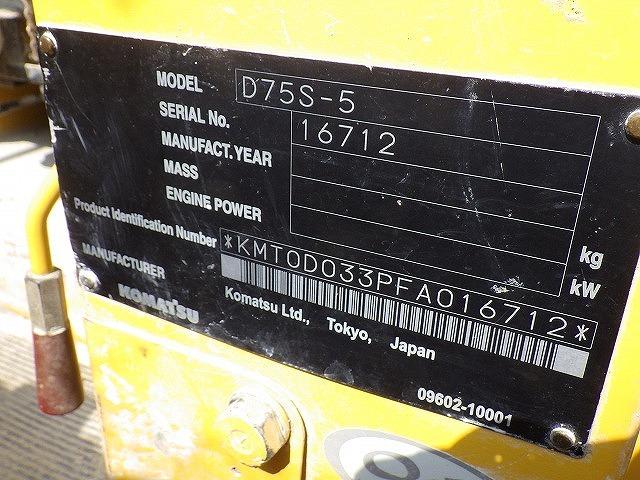 MODEL D75S-5
SERIAL No. 16712
MANUFACT.YEAR
MASS kg
ENGINE POWER kW
Product Identification Number *KMT0D033PFA016712*
MANUFACTURER
KOMATSU Komatsu Ltd., Tokyo, Japan
09602-10001